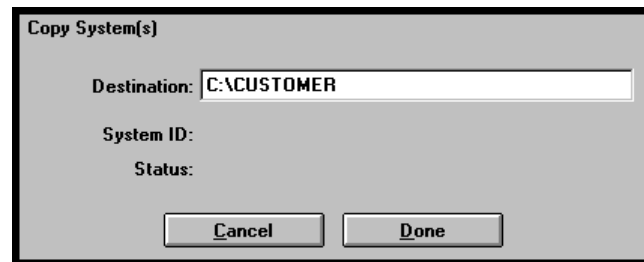 Copy System(s)
Destination: C:\CUSTOMER
System ID:
Status:
Cancel Done